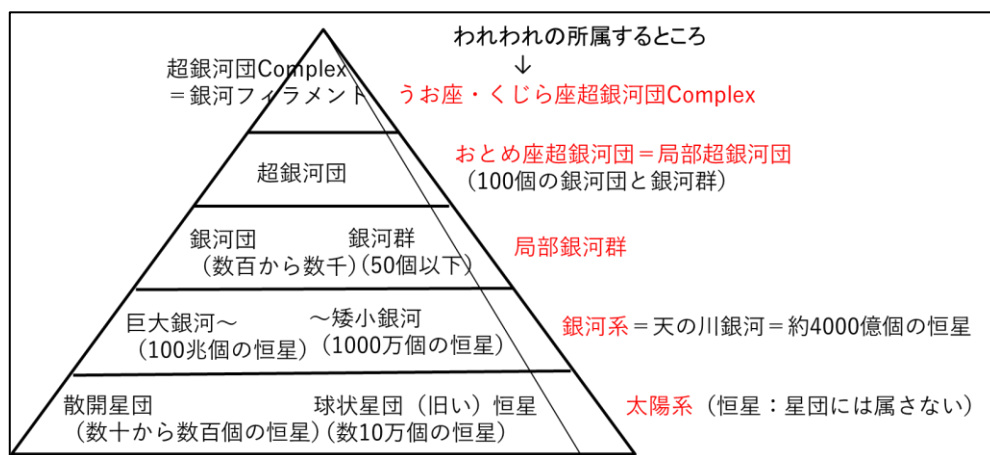 われわれの所属するところ
↓
超銀河団Complex
=銀河フィラメント
うお座・くじら座超銀河団Complex
超銀河団
おとめ座超銀河団=局部超銀河団
(100個の銀河団と銀河群)
銀河団 銀河群
(数百から数千)(50個以下)
局部銀河群
巨大銀河~ ~矮小銀河
(100兆個の恒星) (1000万個の恒星)
銀河系=天の川銀河=約4000億個の恒星
散開星団 球状星団(旧い)恒星
(数十から数百個の恒星)(数10万個の恒星)
太陽系(恒星:星団には属さない)